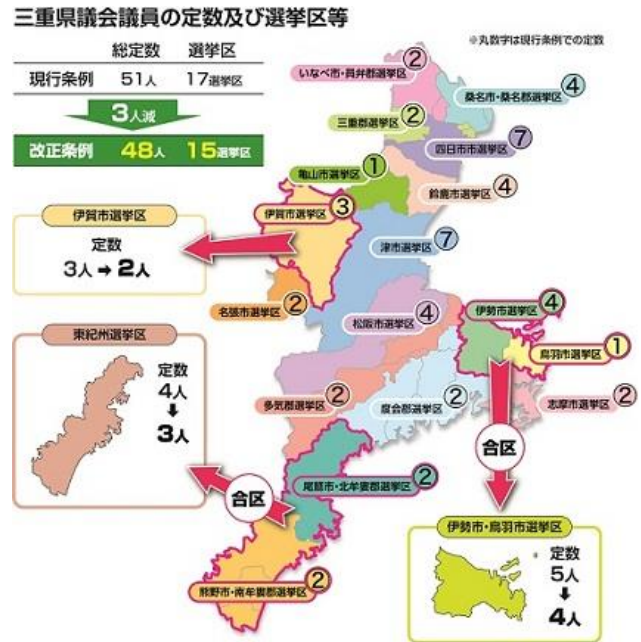 三重県議会議員の定数及び選挙区等
※丸数字は現行条例での定数
総定数 選挙区
現行条例 51人 17選挙区
3人減
改正条例 48人 15選挙区
いなべ市・員弁郡選挙区 ②
桑名市・桑名郡選挙区 ④
三重郡選挙区 ②
四日市市選挙区 ⑦
亀山市選挙区 ①
鈴鹿市選挙区 ④
伊賀市選挙区 ③
津市選挙区 ⑦
伊賀市選挙区
定数
3人➡2人
名張市選挙区 ②
松阪市選挙区 ④
伊勢市選挙区 ④
鳥羽市選挙区 ①
東紀州選挙区
定数
4人
↓
3人
多気郡選挙区 ②
度会郡選挙区 ②
志摩市選挙区 ②
合区
尾鷲市・北牟婁郡選挙区 ②
合区
熊野市・南牟婁郡選挙区 ②
伊勢市・鳥羽市選挙区
定数
5人
↓
4人